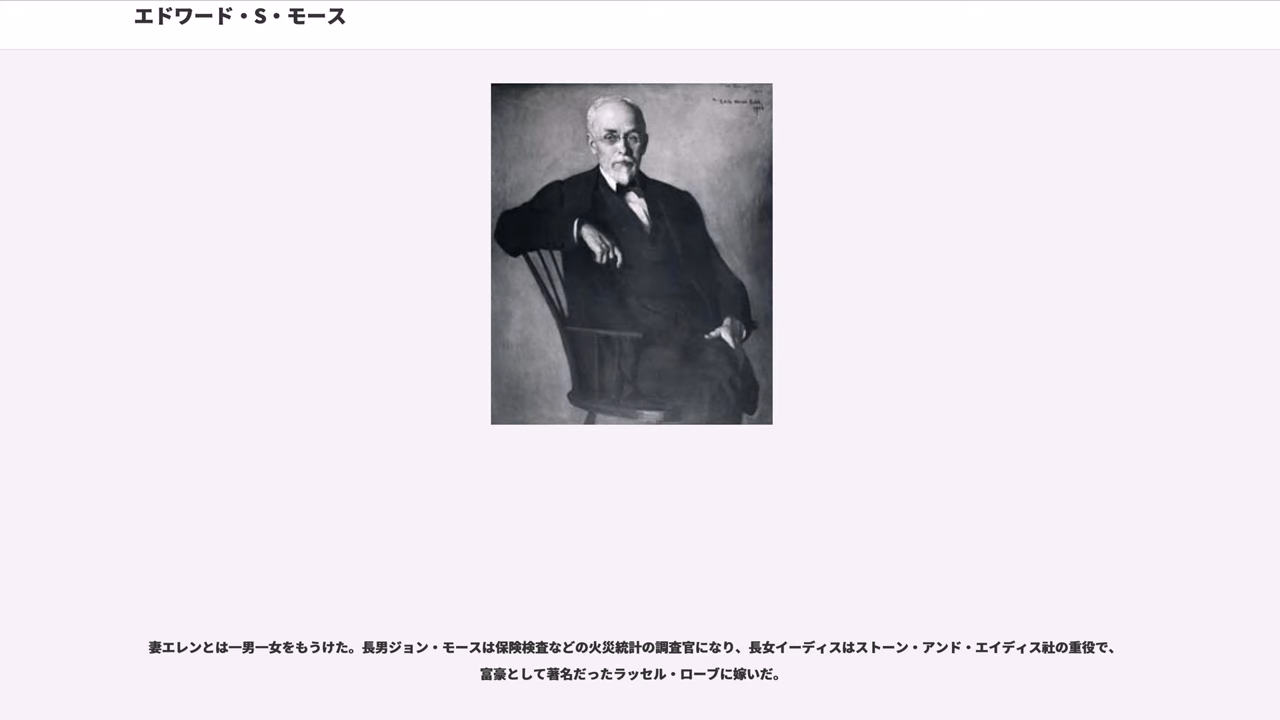 エドワード・S・モース
妻エレンとは一男一女をもうけた。長男ジョン・モースは保険検査などの火災統計の調査官になり、長女イーディスはストーン・アンド・エイディス社の重役で、
富豪として著名だったラッセル・ローブに嫁いだ。